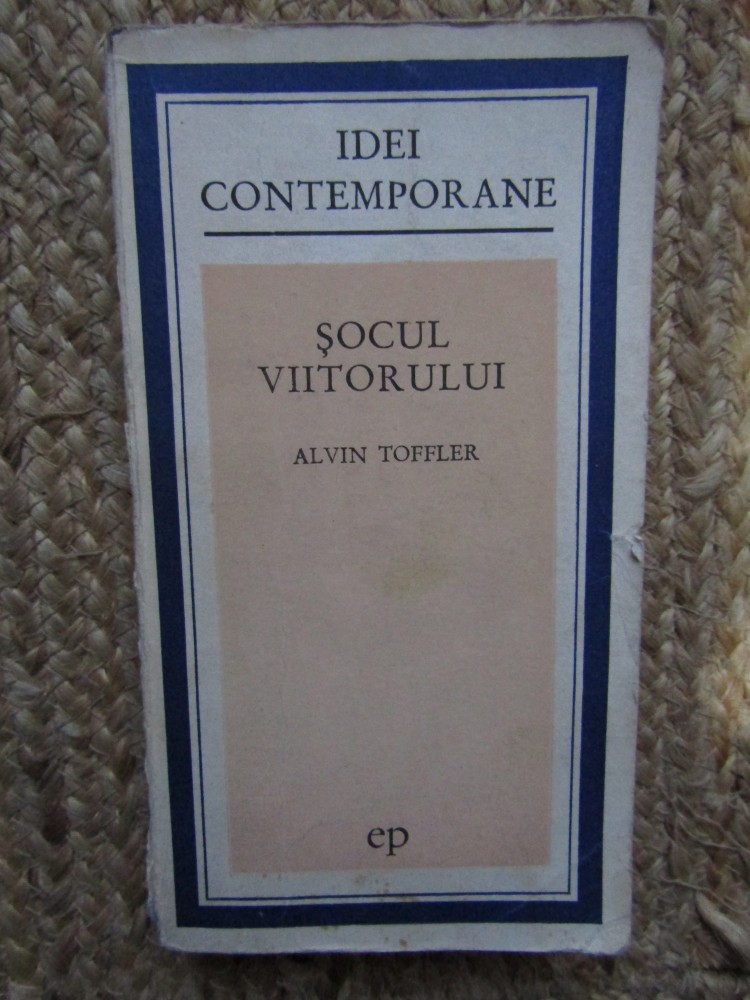 IDEI
CONTEMPORANE
ŞOCUL
VIITORULUI
ALVIN TOFFLER
ep